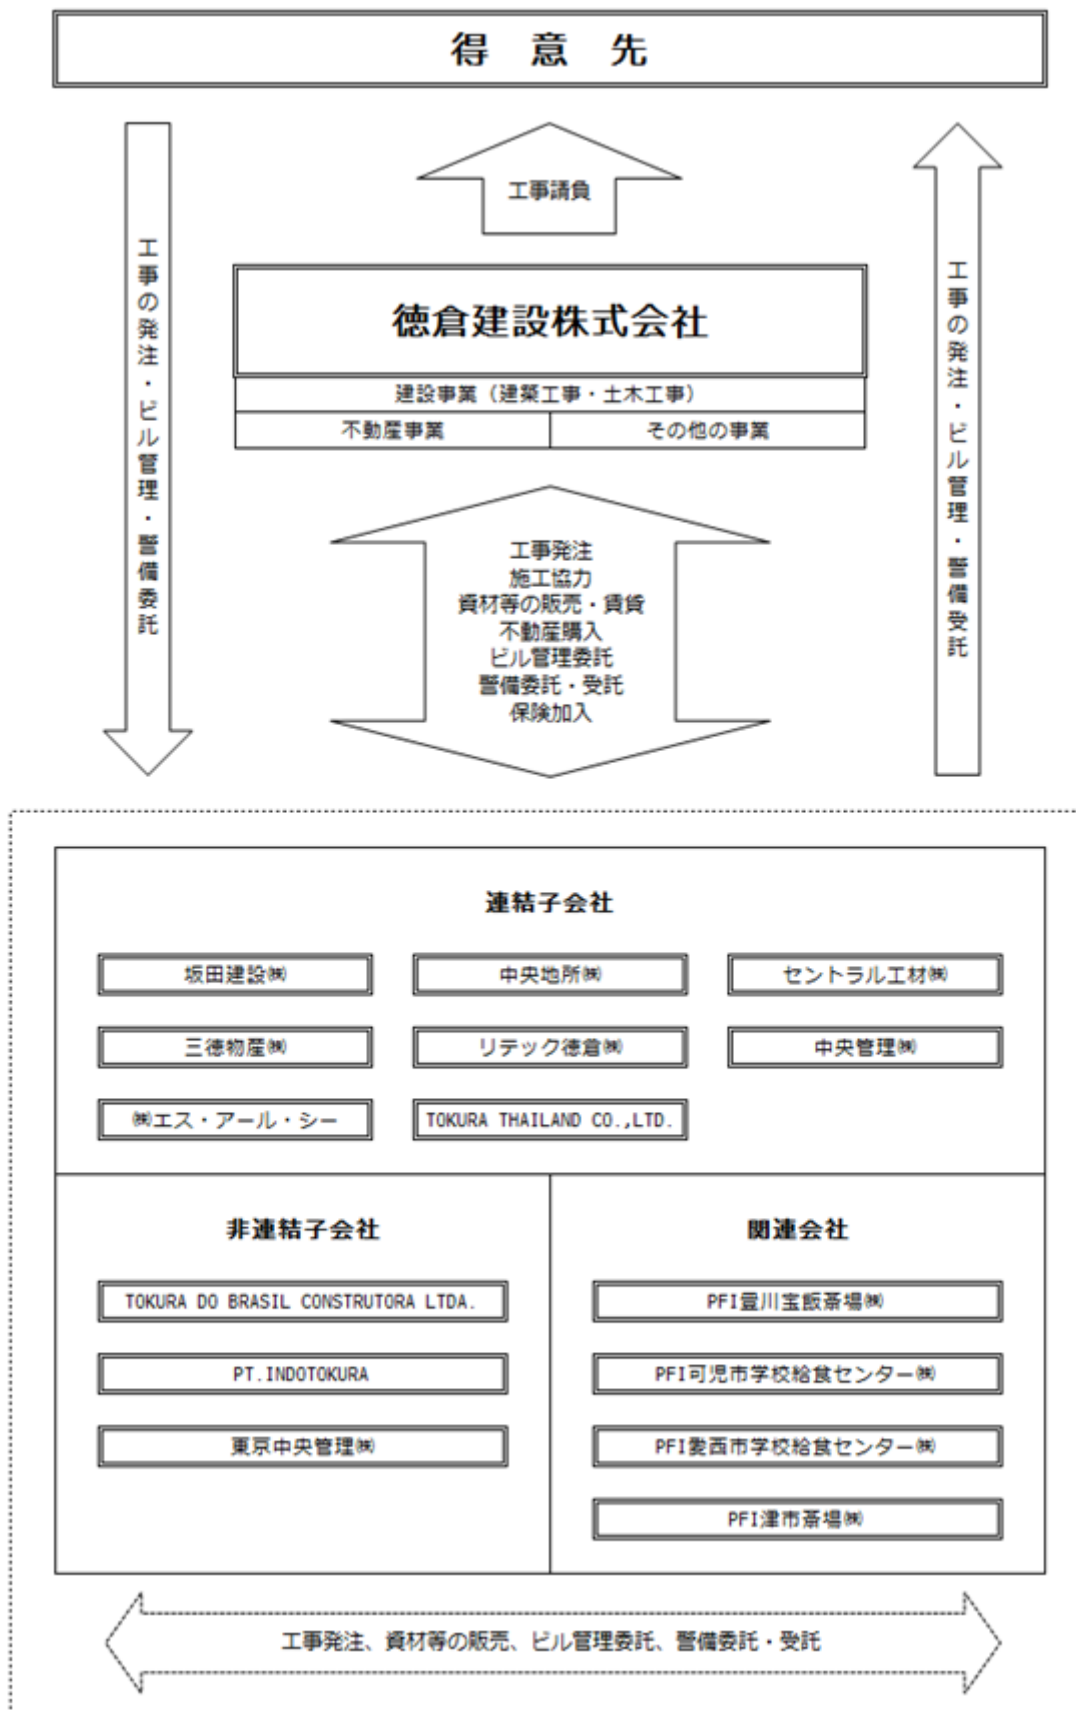 得意先
工事請負
工事の発注・ビル管理・警備委託
工事の発注・ビル管理・警備受託
徳倉建設株式会社
建設事業（建築工事・土木工事）
不動産事業
その他の事業
工事発注
施工協力
資材等の販売・賃貸
不動産購入
ビル管理委託
警備委託・受託
保険加入
連結子会社
坂田建設㈱
中央地所㈱
セントラル工材㈱
三徳物産㈱
リテック徳倉㈱
中央管理㈱
㈱エス・アール・シー
TOKURA THAILAND CO.,LTD.
非連結子会社
TOKURA DO BRASIL CONSTRUTORA LTDA.
PT.INDOTOKURA
東京中央管理㈱
関連会社
PFI豊川宝飯斎場㈱
PFI可児市学校給食センター㈱
PFI愛西市学校給食センター㈱
PFI津市斎場㈱
工事発注、資材等の販売、ビル管理委託、警備委託・受託